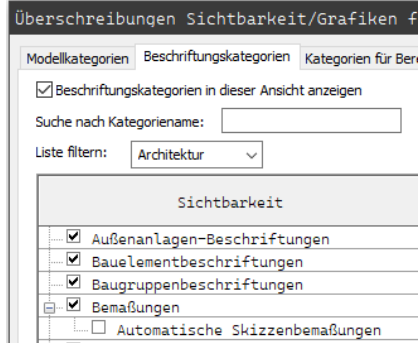 Überschreibungen Sichtbarkeit/Grafiken f
Modellkategorien Beschriftungskategorien Kategorien für Ber
Beschriftungskategorien in dieser Ansicht anzeigen
Suche nach Kategoriename:
Liste filtern: Architektur
Sichtbarkeit
Außenanlagen-Beschriftungen
Bauelementbeschriftungen
Baugruppenbeschriftungen
Bemaßungen
Automatische Skizzenbemaßungen